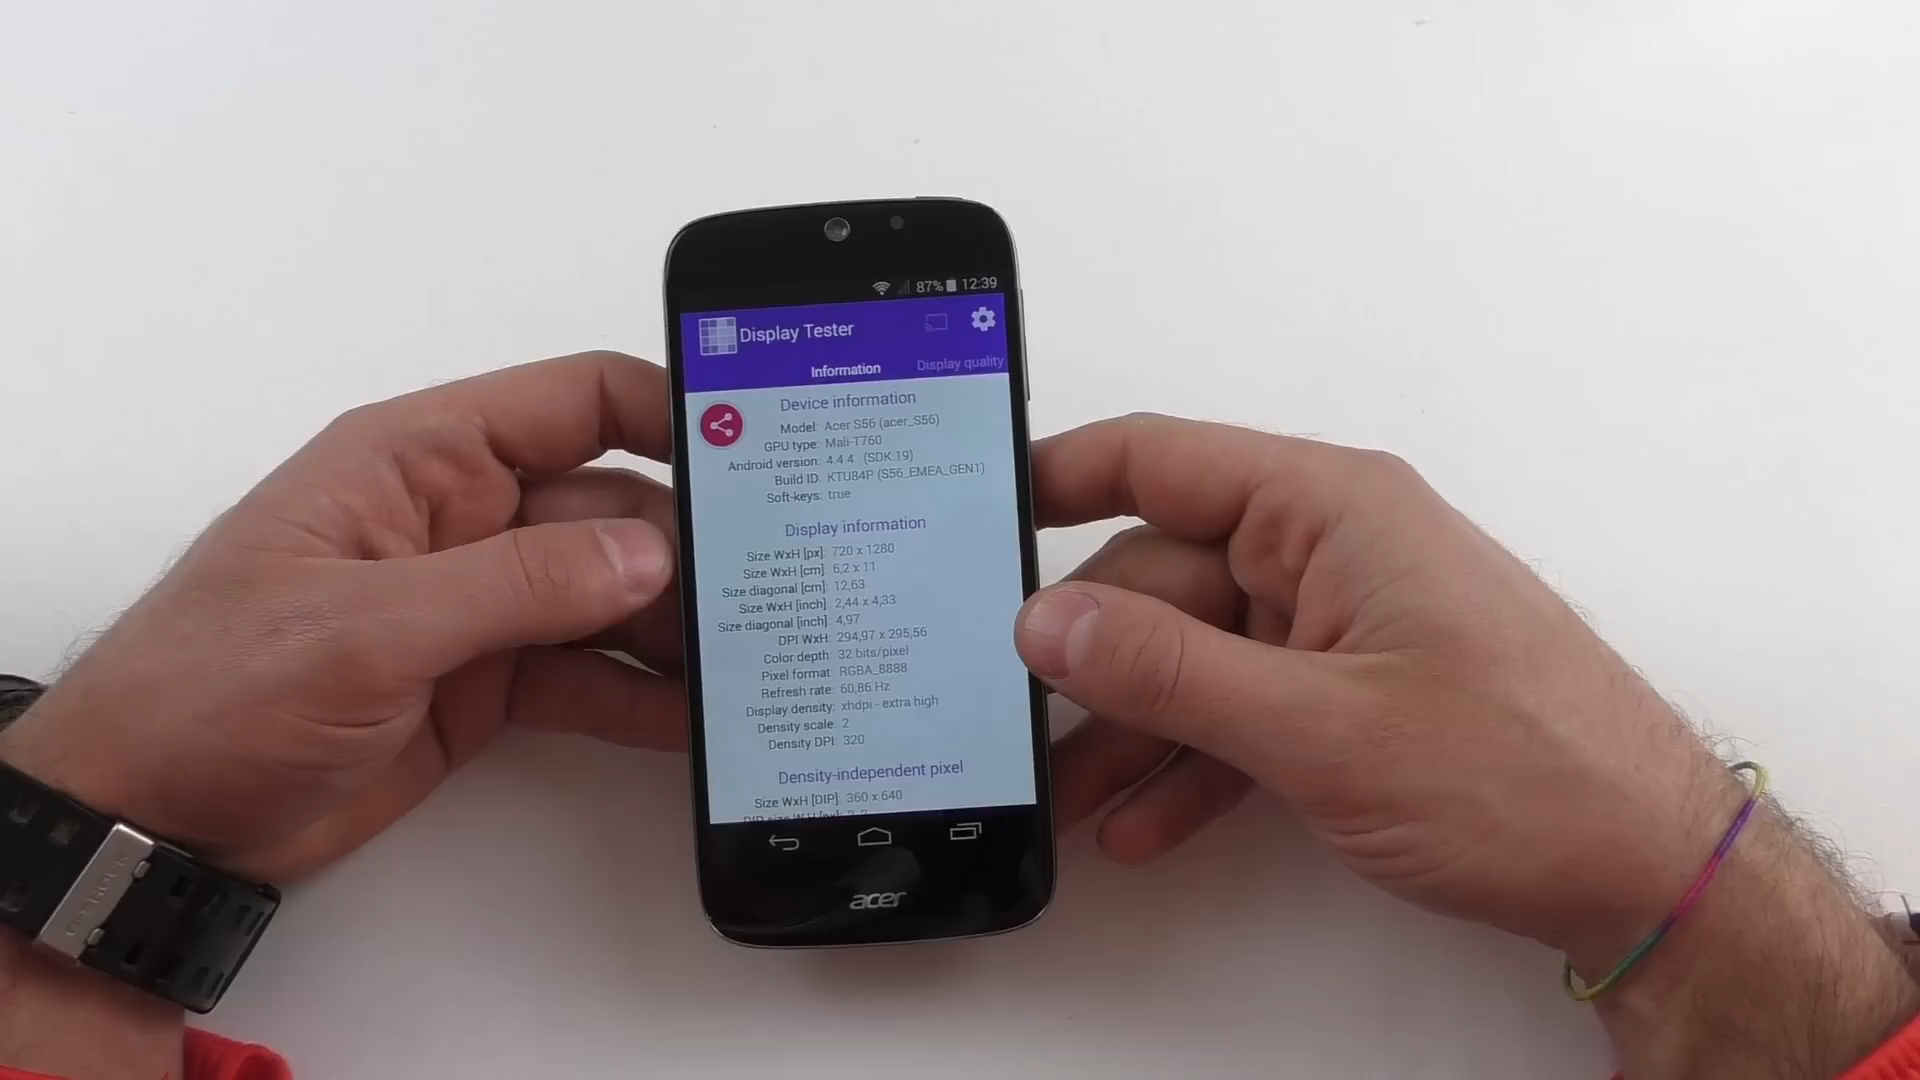 87% 12:39
Display Tester
Information Display quality
Device information
Model: Acer S56 (acer_S56)
GPU type: Mali-T760
Android version: 4.4.4 (SDK:19)
Build ID: KTU84P (S56_EMEA_GEN1)
Soft-keys: true
Display information
Size WxH [px]: 720 x 1280
Size WxH [cm]: 6,2 x 11
Size diagonal [cm]: 12,63
Size WxH [inch]: 2,44 x 4,33
Size diagonal [inch]: 4,97
DPI WxH: 294,97 x 295,56
Color depth: 32 bits/pixel
Pixel format: RGBA_8888
Refresh rate: 60,86 Hz
Display density: xhdpi - extra high
Density scale: 2
Density DPI: 320
Density-independent pixel
Size WxH [DIP]: 360 x 640
acer